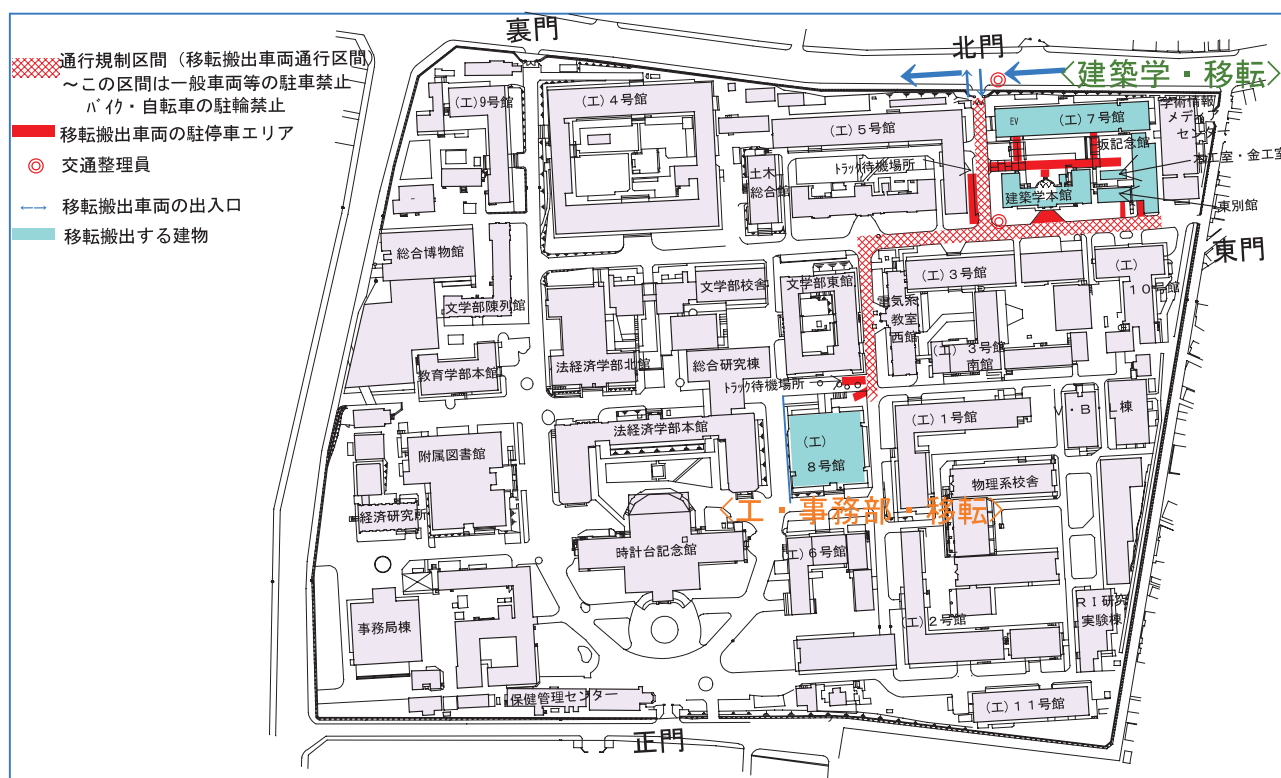 裏門
北門
通行規制区間（移転搬出車両通行区間）
～この区間は一般車両等の駐車禁止
バイク・自転車の駐輪禁止
移転搬出車両の駐停車エリア
交通整理員
移転搬出車両の出入口
移転搬出する建物
〈建築学・移転〉
（工）9号館
（工）４号館
（工）５号館
EV
（工）７号館
学術情報
メディア
センター
坂記念館
木工室・金工室
トラック待機場所
土木
総合館
建築学本館
東別館
東門
総合博物館
文学部陳列館
文学部校舎
文学部東館
（工）３号館
（工）
１０号館
電気系
教室
西館
（工）３号館
南館
教育学部本館
法経済学部北館
総合研究棟
トラック待機場所
法経済学部本館
（工）
８号館
（工）１号館
Ｖ・Ｂ・Ｌ棟
附属図書館
物理系校舎
経済研究所
〈工・事務部・移転〉
時計台記念館
（工）６号館
事務局棟
（工）２号館
ＲＩ研究
実験棟
保健管理センター
（工）１１号館
正門